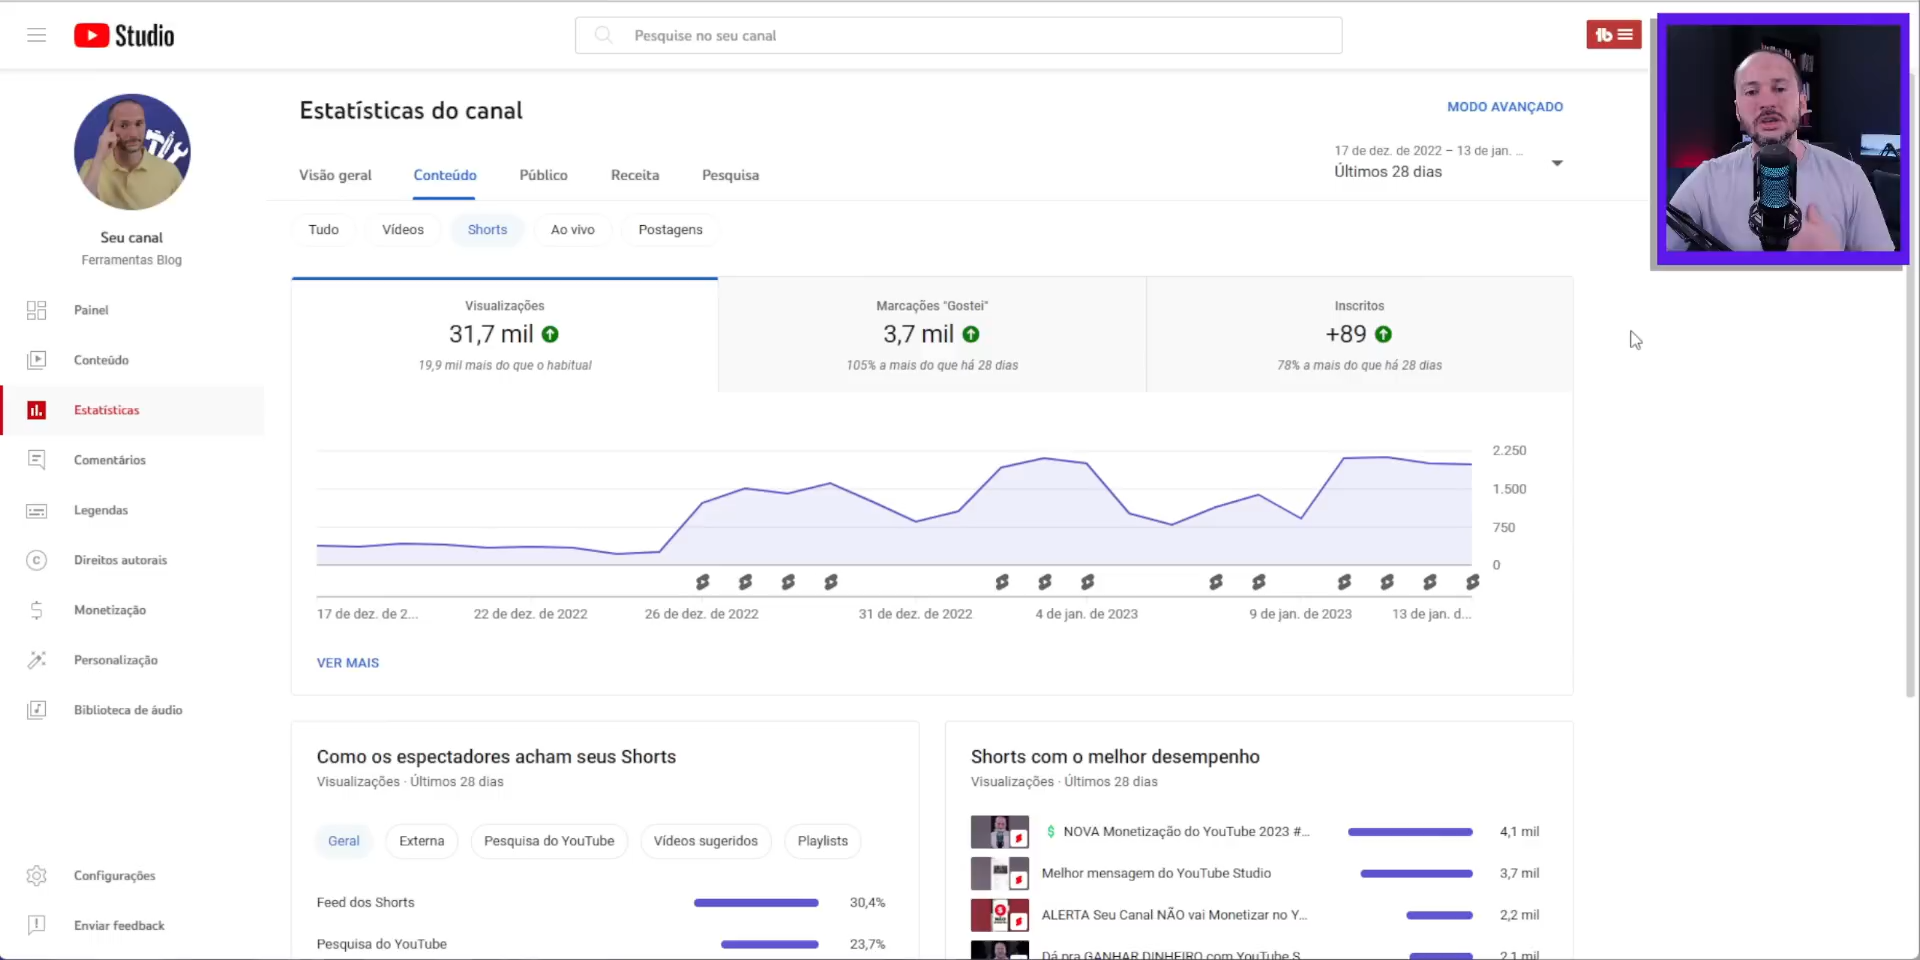 Studio
Pesquise no seu canal
Estatísticas do canal
MODO AVANÇADO
17 de dez. de 2022 – 13 de jan. ...
Últimos 28 dias
Visão geral
Conteúdo
Público
Receita
Pesquisa
Tudo
Vídeos
Shorts
Ao vivo
Postagens
Seu canal
Ferramentas Blog
Painel
Conteúdo
Estatísticas
Comentários
Legendas
Direitos autorais
Monetização
Personalização
Biblioteca de áudio
Configurações
Enviar feedback
Visualizações
31,7 mil
19,9 mil mais do que o habitual
Marcações "Gostei"
3,7 mil
105% a mais do que há 28 dias
Inscritos
+89
78% a mais do que há 28 dias
2.250
1.500
750
0
17 de dez. de 2...
22 de dez. de 2022
26 de dez. de 2022
31 de dez. de 2022
4 de jan. de 2023
9 de jan. de 2023
13 de jan. d...
VER MAIS
Como os espectadores acham seus Shorts
Visualizações · Últimos 28 dias
Geral
Externa
Pesquisa do YouTube
Vídeos sugeridos
Playlists
Feed dos Shorts
30,4%
Pesquisa do YouTube
23,7%
Shorts com o melhor desempenho
Visualizações · Últimos 28 dias
$ NOVA Monetização do YouTube 2023 #...
4,1 mil
Melhor mensagem do YouTube Studio
3,7 mil
ALERTA Seu Canal NÃO vai Monetizar no Y...
2,2 mil
Dá pra GANHAR DINHEIRO com YouTube S...
2,1 mil